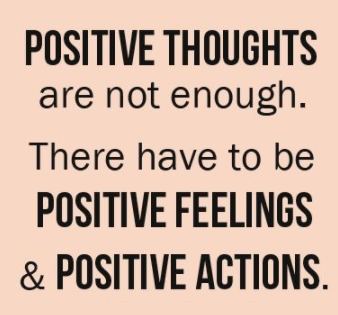 POSITIVE THOUGHTS
are not enough.
There have to be
POSITIVE FEELINGS
& POSITIVE ACTIONS.